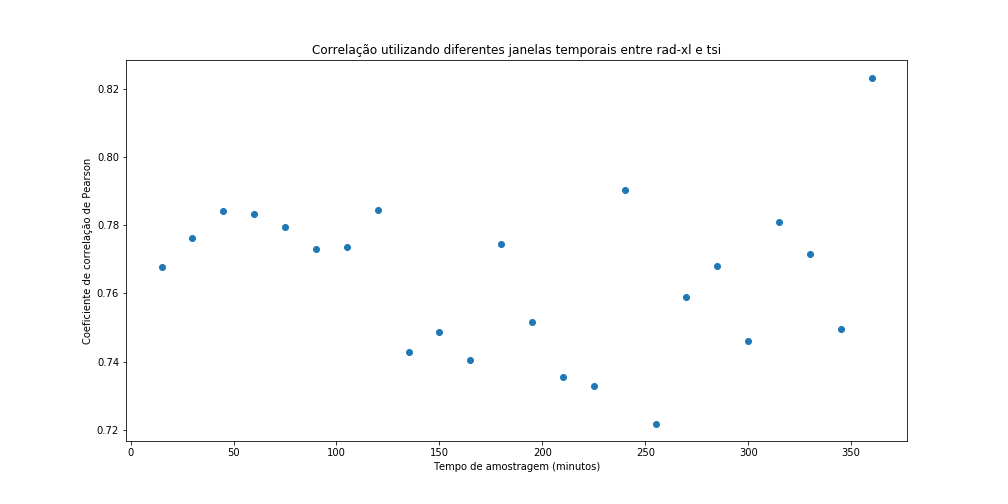 Correlação utilizando diferentes janelas temporais entre rad-xl e tsi
0.82
0.80
0.78
0.76
0.74
0.72
Coeficiente de correlação de Pearson
0 50 100 150 200 250 300 350
Tempo de amostragem (minutos)